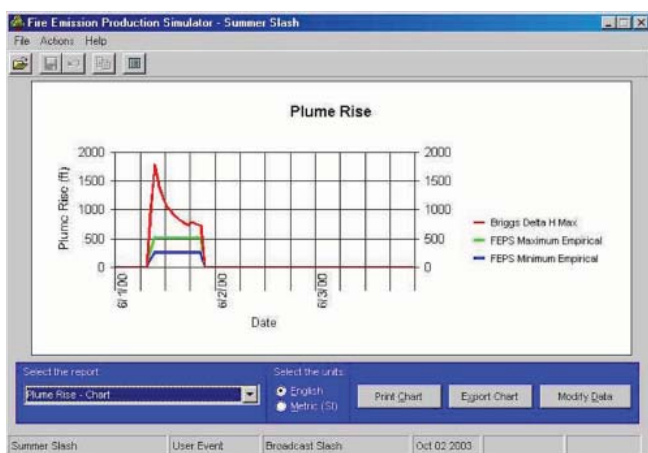 Fire Emission Production Simulator - Summer Slash
File Actions Help
Plume Rise
Plume Rise (ft)
2000 2000
1500 1500
1000 1000
500 500
0 0
Briggs Delta H Max
FEPS Maximum Empirical
FEPS Minimum Empirical
6/1/00 6/2/00 6/3/00
Date
Select the report
Plume Rise - Chart
Select the units:
English
Metric (SI)
Print Chart Export Chart Modify Data
Summer Slash User Event Broadcast Slash Oct 02 2003